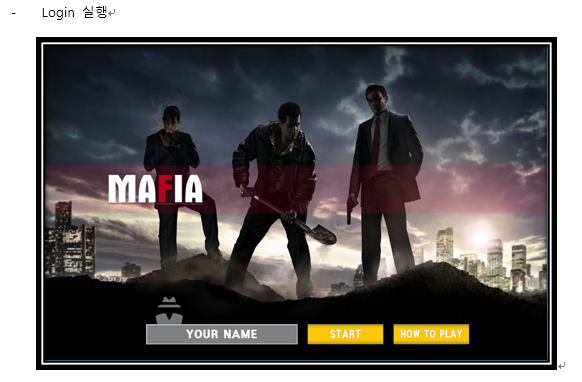 - Login 실행
MAFIA
YOUR NAME
START
HOW TO PLAY